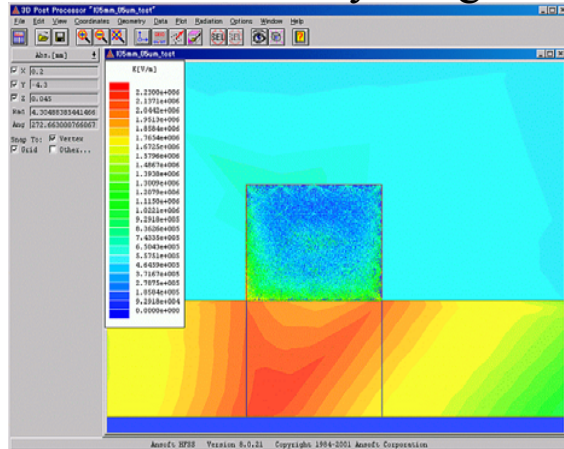 3D Post Processor "105mm_05um_tost"
File Edit View Coordinates Geometry Data Plot Radiation Options Window Help
Abs.[mm]
X 0.2
Y -4.3
Z 0.045
Rad 4.30488385441466
Ang 272.663000766067
Snap To: Vertex
Grid Other...
105mm_05um_tost
2.2300e+006
2.1371e+006
2.0442e+006
1.9513e+006
1.8584e+006
1.7654e+006
1.6725e+006
1.5796e+006
1.4867e+006
1.3938e+006
1.3009e+006
1.2079e+006
1.1150e+006
1.0221e+006
9.2918e+005
8.3626e+005
7.4335e+005
6.5043e+005
5.5751e+005
4.6459e+005
3.7167e+005
2.7875e+005
1.8584e+005
9.2918e+004
0.0000e+000
Ansoft HFSS Version 8.0.21 Copyright 1984-2001 Ansoft Corporation